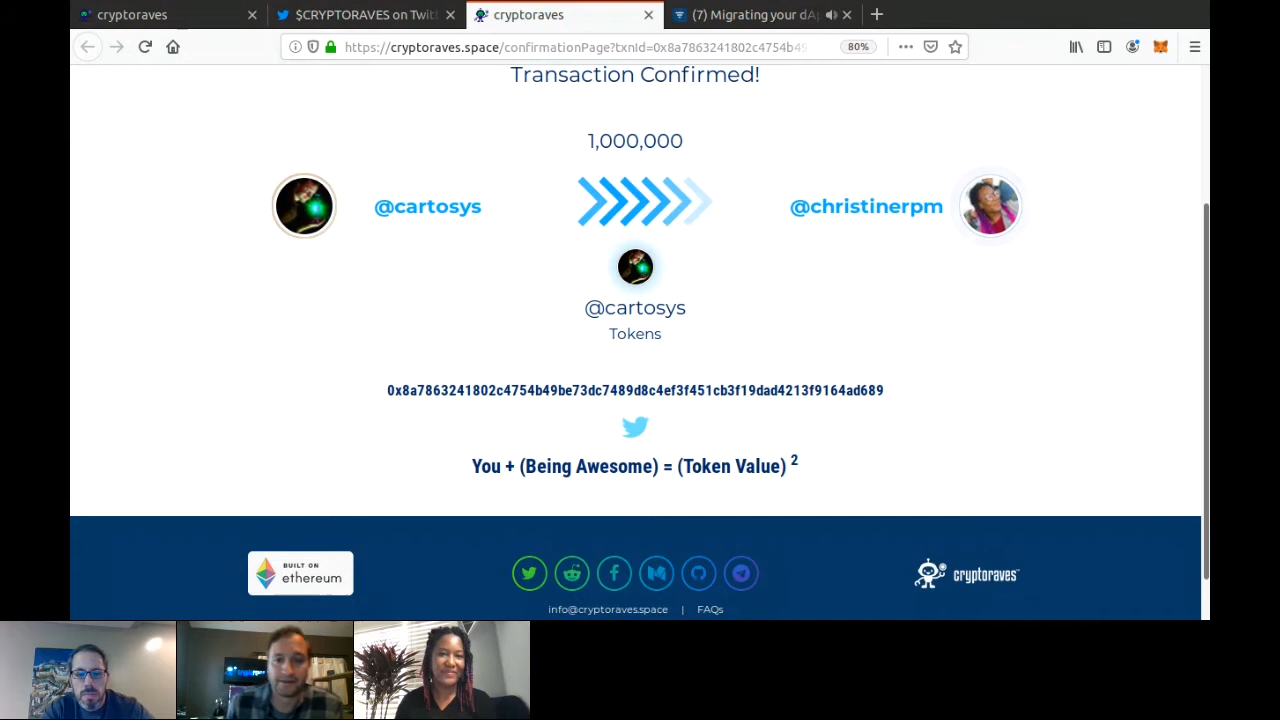 cryptoraves
$CRYPTORAVES on Twitt
cryptoraves
(7) Migrating your dA
https://cryptoraves.space/confirmationPage?txnId=0x8a7863241802c4754b49
80%
Transaction Confirmed!
1,000,000
@cartosys
@christinerpm
@cartosys
Tokens
0x8a7863241802c4754b49be73dc7489d8c4ef3f451cb3f19dad4213f9164ad689
You + (Being Awesome) = (Token Value) 2
BUILT ON
ethereum
cryptoraves
info@cryptoraves.space | FAQs